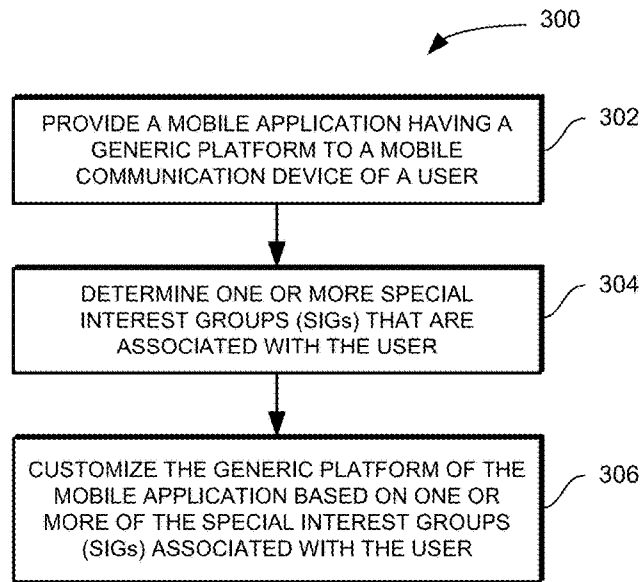 300
PROVIDE A MOBILE APPLICATION HAVING A
GENERIC PLATFORM TO A MOBILE
COMMUNICATION DEVICE OF A USER
302
DETERMINE ONE OR MORE SPECIAL
INTEREST GROUPS (SIGs) THAT ARE
ASSOCIATED WITH THE USER
304
CUSTOMIZE THE GENERIC PLATFORM OF THE
MOBILE APPLICATION BASED ON ONE OR
MORE OF THE SPECIAL INTEREST GROUPS
(SIGs) ASSOCIATED WITH THE USER
306